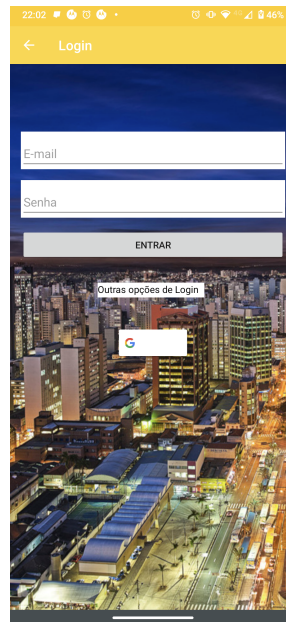 22:02 46%
Login
E-mail
Senha
ENTRAR
Outras opções de Login
G